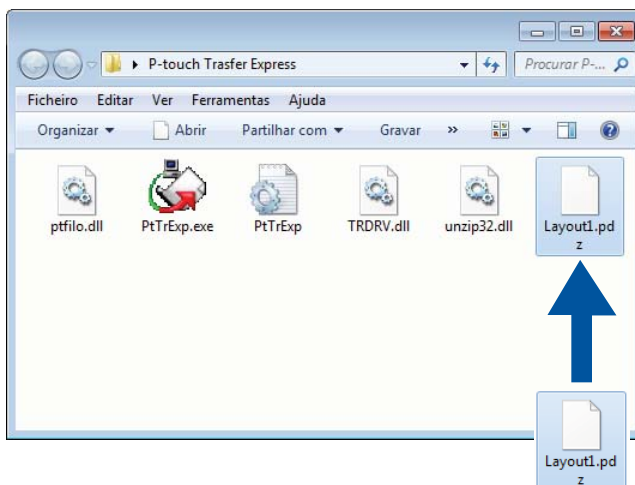 P-touch Trasfer Express
Procurar P-...
Ficheiro Editar Ver Ferramentas Ajuda
Organizar Abrir Partilhar com Gravar »
ptfilo.dll PtTrExp.exe PtTrExp TRDRV.dll unzip32.dll Layout1.pd
z
Layout1.pd
z